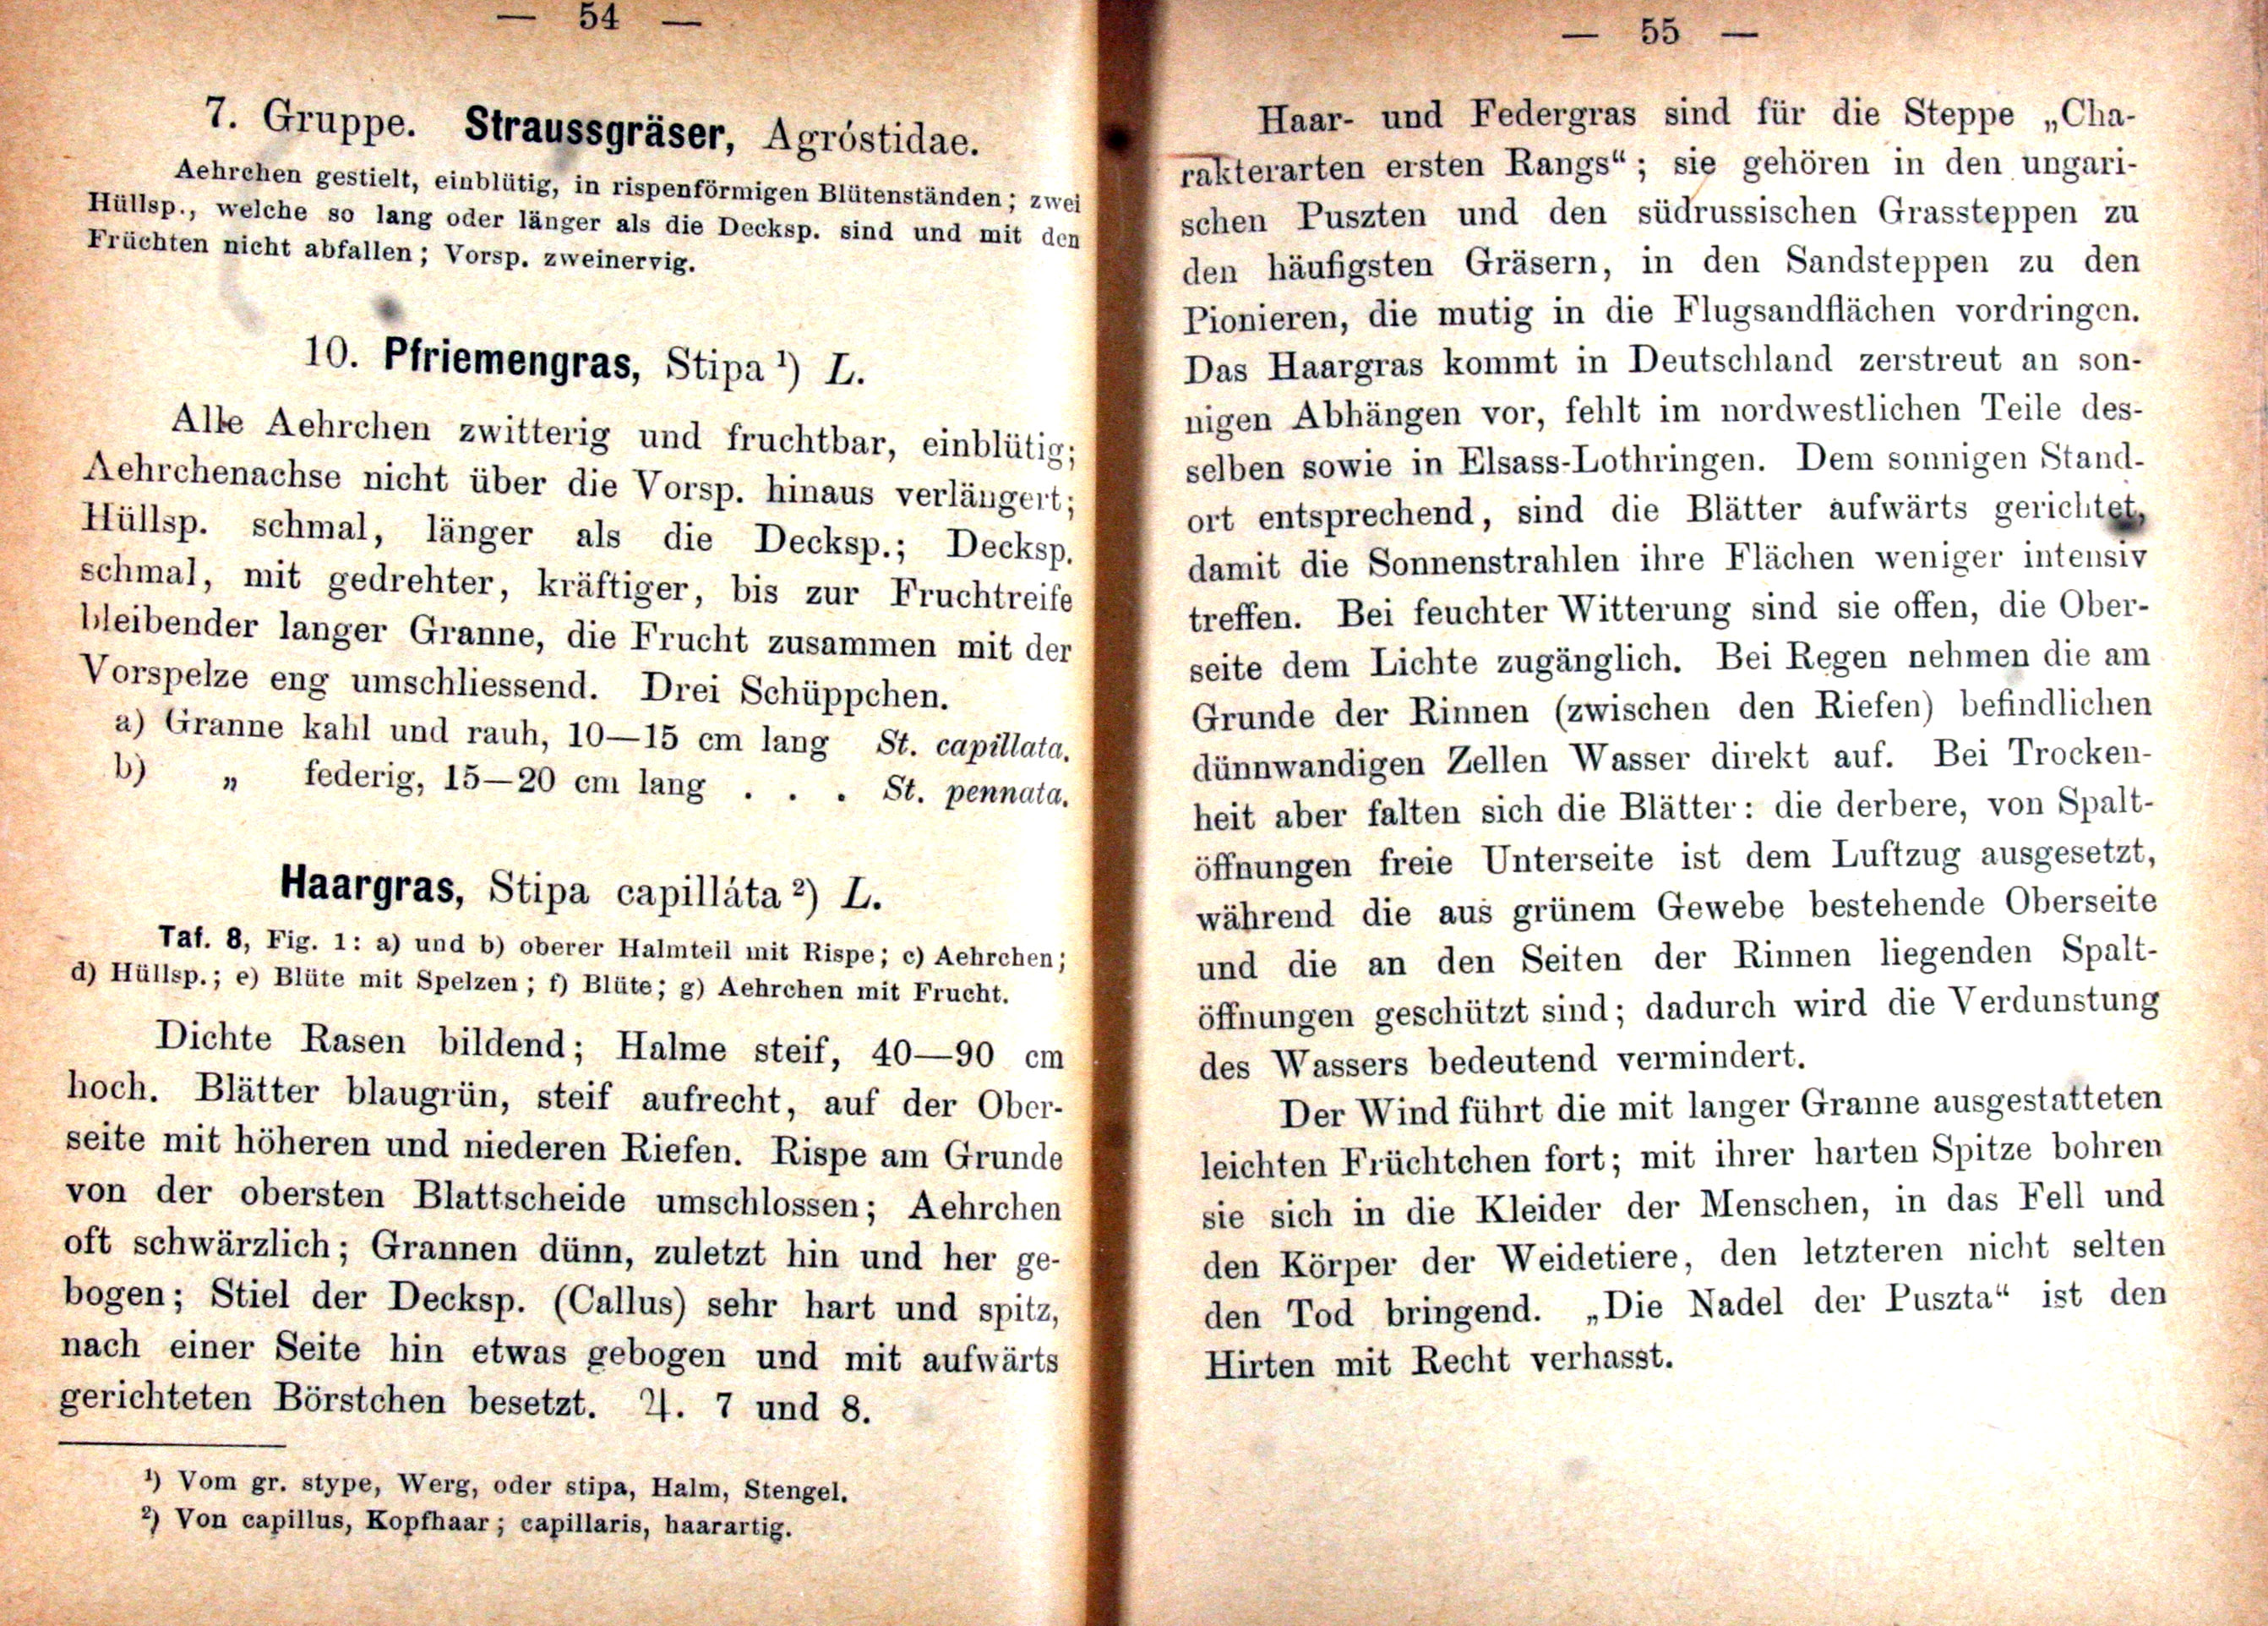 — 54 —
7. Gruppe. Straussgräser, Agróstidae.
Aehrchen gestielt, einblütig, in rispenförmigen Blütenständen; zwei
Hüllsp., welche so lang oder länger als die Decksp. sind und mit den
Früchten nicht abfallen; Vorsp. zweinervig.
10. Pfriemengras, Stipa ¹) L.
Alle Aehrchen zwitterig und fruchtbar, einblütig;
Aehrchenachse nicht über die Vorsp. hinaus verlängert;
Hüllsp. schmal, länger als die Decksp.; Decksp.
schmal, mit gedrehter, kräftiger, bis zur Fruchtreife
bleibender langer Granne, die Frucht zusammen mit der
Vorspelze eng umschliessend. Drei Schüppchen.
a) Granne kahl und rauh, 10—15 cm lang St. capillata.
b) „ federig, 15—20 cm lang . . . St. pennata.
Haargras, Stipa capilláta ²) L.
Taf. 8, Fig. 1: a) und b) oberer Halmteil mit Rispe; c) Aehrchen;
d) Hüllsp.; e) Blüte mit Spelzen; f) Blüte; g) Aehrchen mit Frucht.
Dichte Rasen bildend; Halme steif, 40—90 cm
hoch. Blätter blaugrün, steif aufrecht, auf der Ober-
seite mit höheren und niederen Riefen. Rispe am Grunde
von der obersten Blattscheide umschlossen; Aehrchen
oft schwärzlich; Grannen dünn, zuletzt hin und her ge-
bogen; Stiel der Decksp. (Callus) sehr hart und spitz,
nach einer Seite hin etwas gebogen und mit aufwärts
gerichteten Börstchen besetzt. ♃. 7 und 8.
¹) Vom gr. stype, Werg, oder stipa, Halm, Stengel.
²) Von capillus, Kopfhaar; capillaris, haarartig.
— 55 —
Haar- und Federgras sind für die Steppe „Cha-
rakterarten ersten Rangs“; sie gehören in den ungari-
schen Puszten und den südrussischen Grassteppen zu
den häufigsten Gräsern, in den Sandsteppen zu den
Pionieren, die mutig in die Flugsandflächen vordringen.
Das Haargras kommt in Deutschland zerstreut an son-
nigen Abhängen vor, fehlt im nordwestlichen Teile des-
selben sowie in Elsass-Lothringen. Dem sonnigen Stand-
ort entsprechend, sind die Blätter aufwärts gerichtet,
damit die Sonnenstrahlen ihre Flächen weniger intensiv
treffen. Bei feuchter Witterung sind sie offen, die Ober-
seite dem Lichte zugänglich. Bei Regen nehmen die am
Grunde der Rinnen (zwischen den Riefen) befindlichen
dünnwandigen Zellen Wasser direkt auf. Bei Trocken-
heit aber falten sich die Blätter: die derbere, von Spalt-
öffnungen freie Unterseite ist dem Luftzug ausgesetzt,
während die aus grünem Gewebe bestehende Oberseite
und die an den Seiten der Rinnen liegenden Spalt-
öffnungen geschützt sind; dadurch wird die Verdunstung
des Wassers bedeutend vermindert.
Der Wind führt die mit langer Granne ausgestatteten
leichten Früchtchen fort; mit ihrer harten Spitze bohren
sie sich in die Kleider der Menschen, in das Fell und
den Körper der Weidetiere, den letzteren nicht selten
den Tod bringend. „Die Nadel der Puszta“ ist den
Hirten mit Recht verhasst.